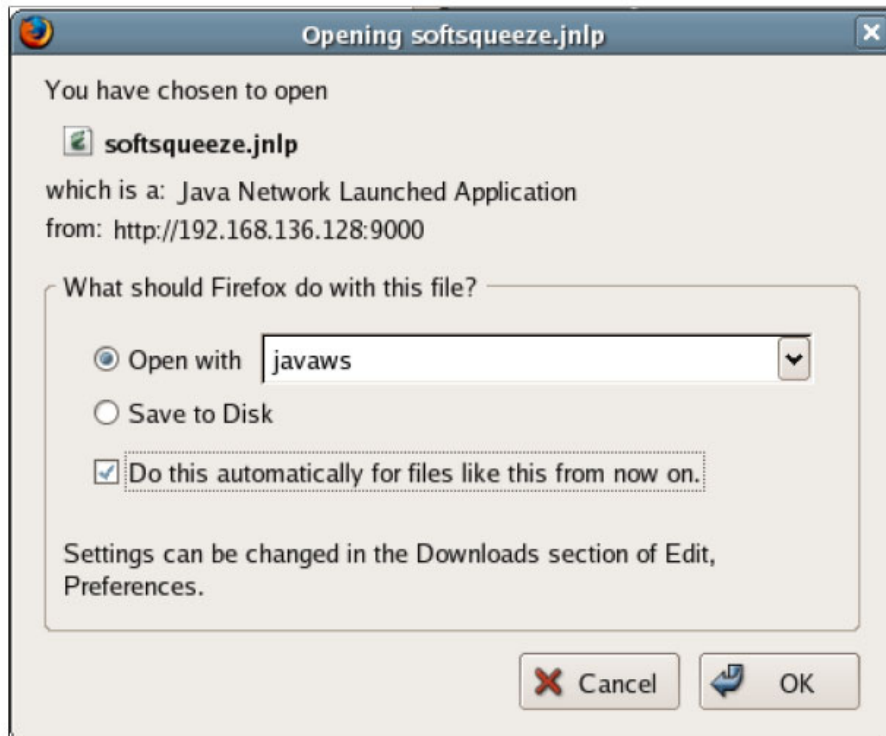 Opening softsqueeze.jnlp
You have chosen to open
softsqueeze.jnlp
which is a: Java Network Launched Application
from: http://192.168.136.128:9000
What should Firefox do with this file?
Open with javaws
Save to Disk
Do this automatically for files like this from now on.
Settings can be changed in the Downloads section of Edit,
Preferences.
Cancel OK